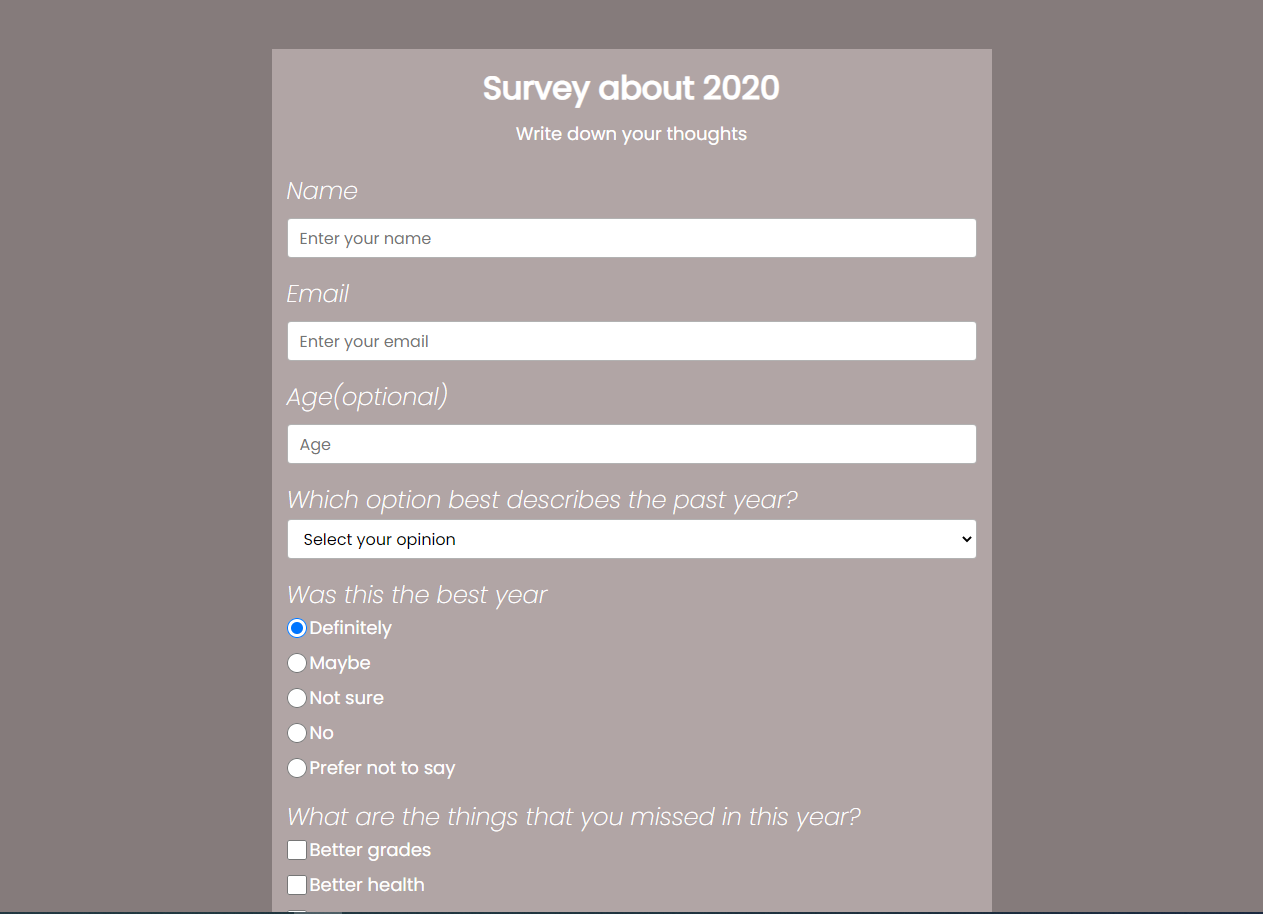 Survey about 2020
Write down your thoughts
Name
Enter your name
Email
Enter your email
Age(optional)
Age
Which option best describes the past year?
Select your opinion
Was this the best year
Definitely
Maybe
Not sure
No
Prefer not to say
What are the things that you missed in this year?
Better grades
Better health